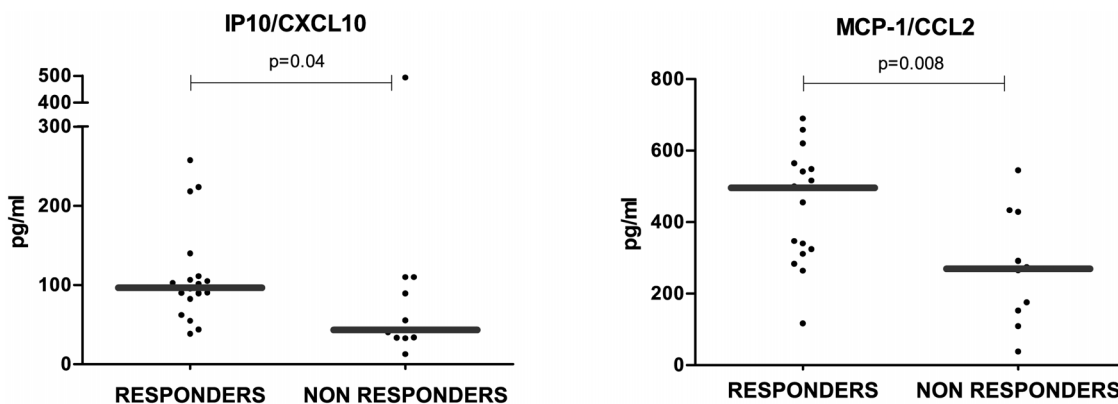 IP10/CXCL10
p=0.04
500
400
300
200
100
0
pg/ml
RESPONDERS NON RESPONDERS
MCP-1/CCL2
p=0.008
800
600
400
200
0
pg/ml
RESPONDERS NON RESPONDERS